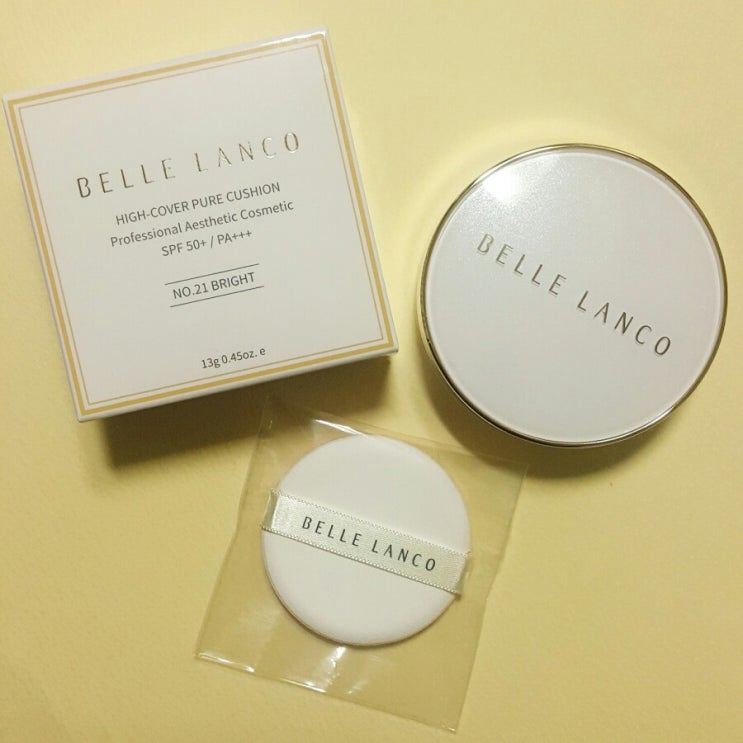 BELLE LANCO
HIGH-COVER PURE CUSHION
Professional Aesthetic Cosmetic
SPF 50+ / PA+++
NO.21 BRIGHT
13g 0.45oz. e
BELLE LANCO
BELLE LANCO